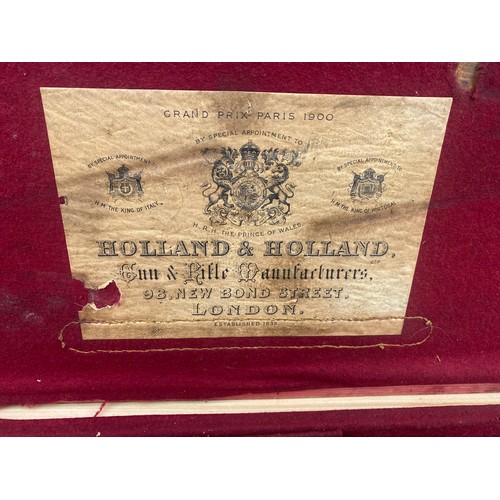 GRAND PRIX PARIS 1900
BY SPECIAL APPOINTMENT TO
BY SPECIAL APPOINTMENT
BY SPECIAL APPOINTMENT TO
H.M. THE KING OF ITALY.
H.M. THE KING OF PORTUGAL
H.R.H. THE PRINCE OF WALES
HOLLAND & HOLLAND,
Gun & Rifle Manufacturers,
98, NEW BOND STREET,
LONDON.
ESTABLISHED 1835